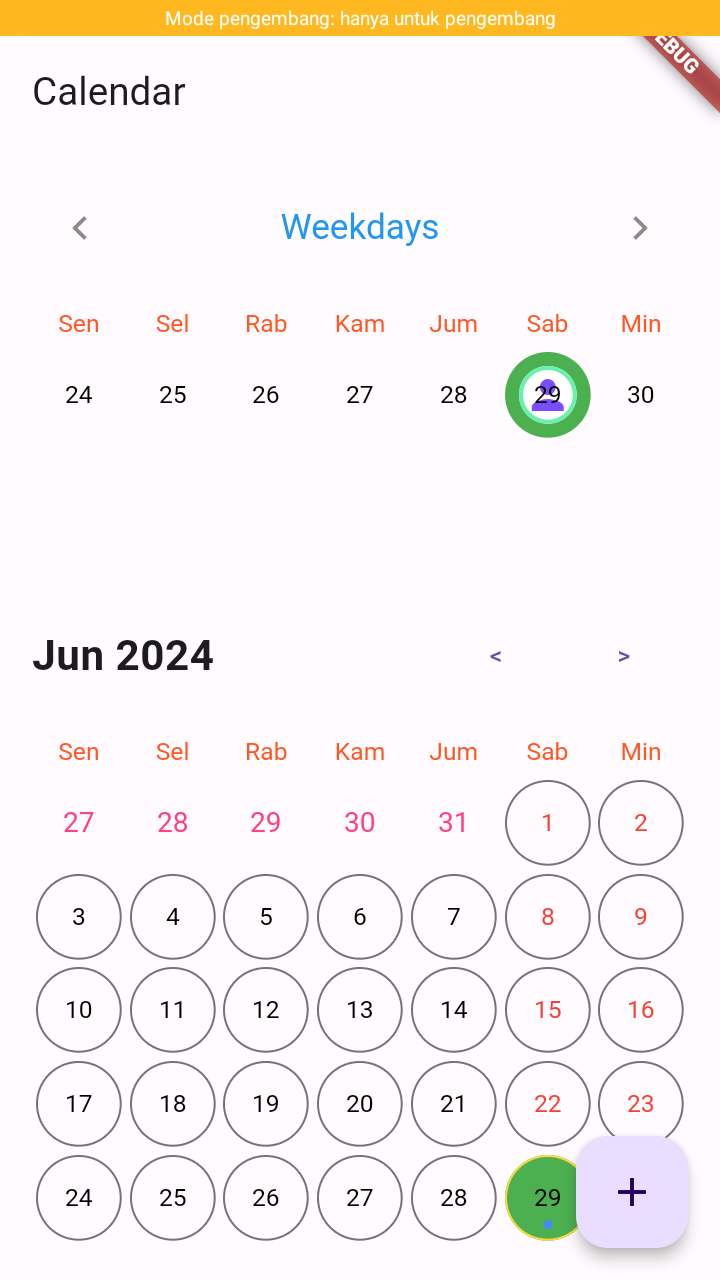 Mode pengembang: hanya untuk pengembang
EBUG
Calendar
Weekdays
Sen Sel Rab Kam Jum Sab Min
24 25 26 27 28 29 30
Jun 2024 < >
Sen Sel Rab Kam Jum Sab Min
27 28 29 30 31 1 2
3 4 5 6 7 8 9
10 11 12 13 14 15 16
17 18 19 20 21 22 23
24 25 26 27 28 29 +